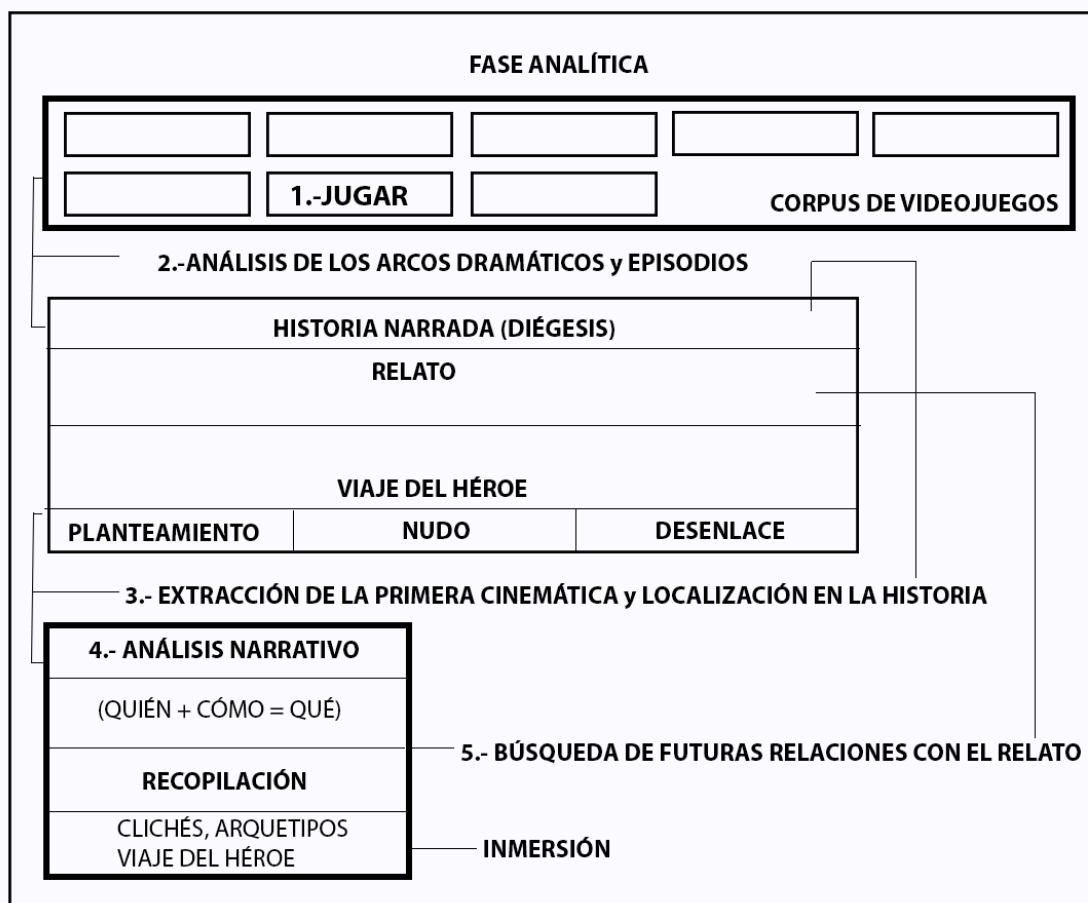 FASE ANALÍTICA
1.-JUGAR
CORPUS DE VIDEOJUEGOS
2.-ANÁLISIS DE LOS ARCOS DRAMÁTICOS y EPISODIOS
HISTORIA NARRADA (DIÉGESIS)
RELATO
VIAJE DEL HÉROE
PLANTEAMIENTO
NUDO
DESENLACE
3.- EXTRACCIÓN DE LA PRIMERA CINEMÁTICA y LOCALIZACIÓN EN LA HISTORIA
4.- ANÁLISIS NARRATIVO
(QUIÉN + CÓMO = QUÉ)
5.- BÚSQUEDA DE FUTURAS RELACIONES CON EL RELATO
RECOPILACIÓN
CLICHÉS, ARQUETIPOS
VIAJE DEL HÉROE
INMERSIÓN